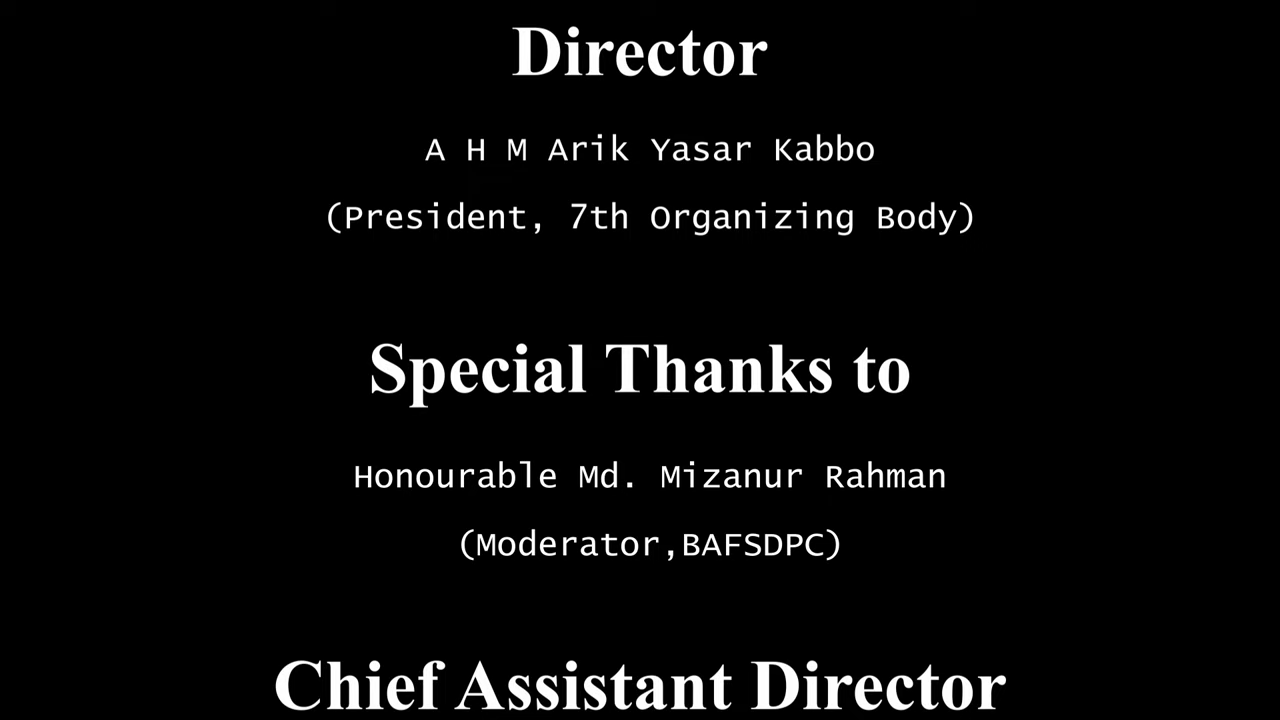 Director
A H M Arik Yasar Kabbo
(President, 7th Organizing Body)
Special Thanks to
Honourable Md. Mizanur Rahman
(Moderator,BAFSDPC)
Chief Assistant Director